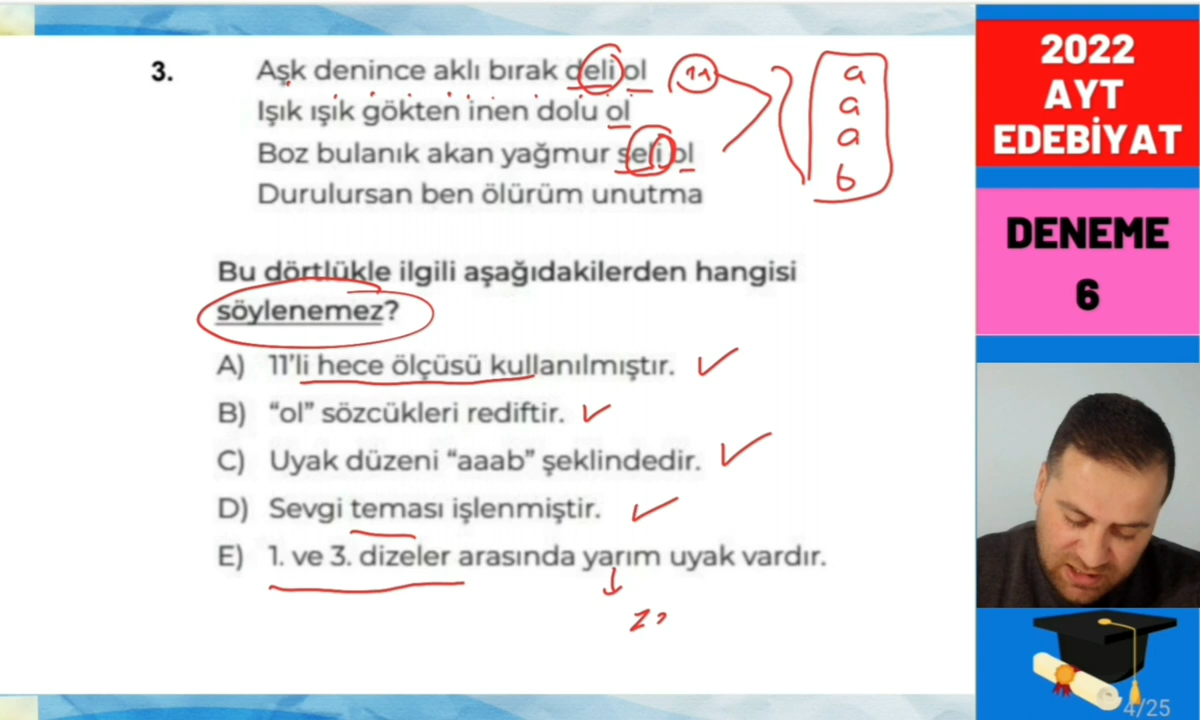 3. Aşk denince aklı bırak deli ol
Işık ışık gökten inen dolu ol
Boz bulanık akan yağmur seli ol
Durulursan ben ölürüm unutma
11
a
a
a
b
Bu dörtlükle ilgili aşağıdakilerden hangisi
söylenemez?
A) 11'li hece ölçüsü kullanılmıştır.
B) "ol" sözcükleri rediftir.
C) Uyak düzeni "aaab" şeklindedir.
D) Sevgi teması işlenmiştir.
E) 1. ve 3. dizeler arasında yarım uyak vardır.
2022
AYT
EDEBİYAT
DENEME
6
4/25